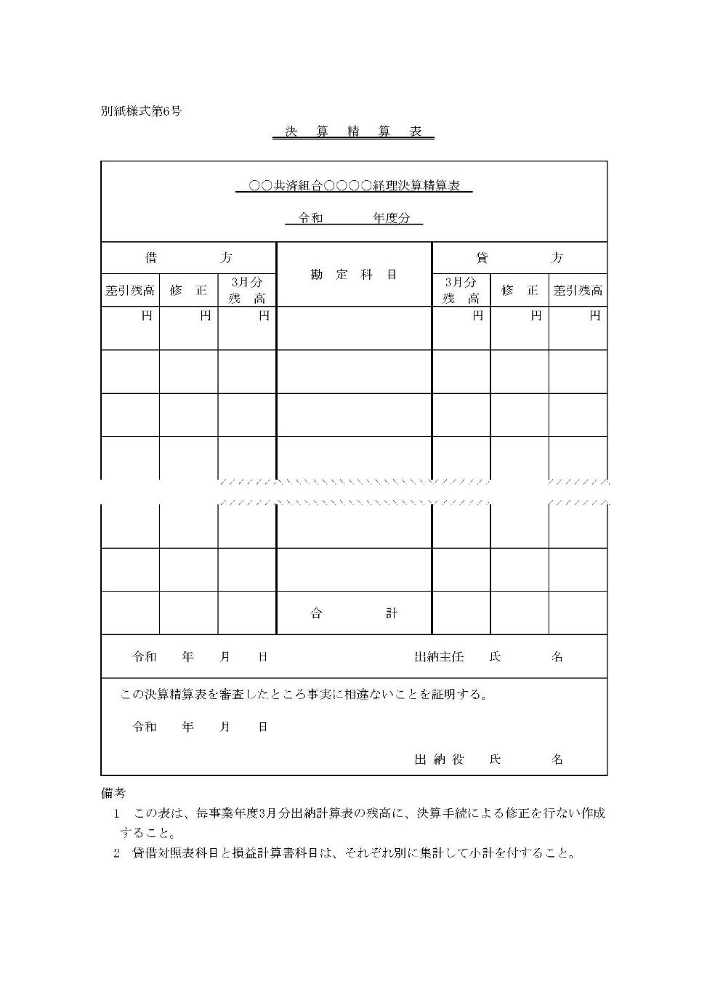 別紙様式第6号
決　算　精　算　表
〇〇共済組合〇〇〇〇経理決算精算表
令和　　　　年度分
借　　　　　方　勘　定　科　目　貸　　　　　方
差引残高　修　正　3月分　3月分　修　正　差引残高
残　高　残　高
円　円　円　円　円　円
合　　　　　計
令和　　年　　月　　日　出納主任　　氏　　　　名
この決算精算表を審査したところ事実に相違ないことを証明する。
令和　　年　　月　　日
出 納 役　　氏　　　　名
備考
1　この表は、毎事業年度3月分出納計算表の残高に、決算手続による修正を行ない作成
すること。
2　貸借対照表科目と損益計算書科目は、それぞれ別に集計して小計を付すること。